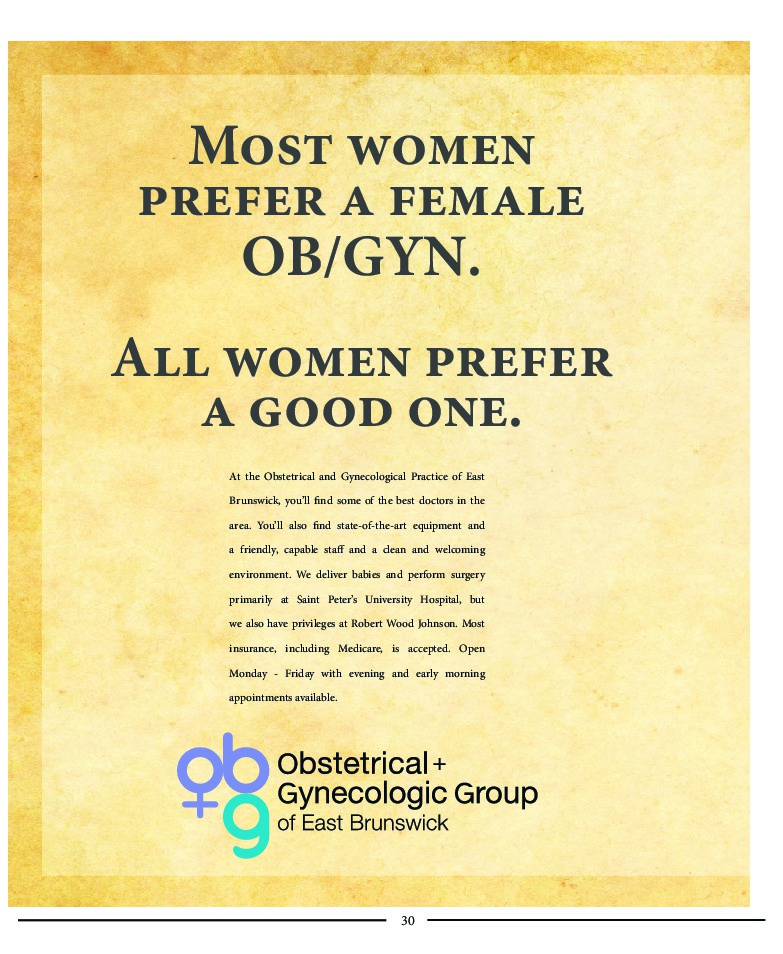 Most women
prefer a female
OB/GYN.
All women prefer
a good one.
At the Obstetrical and Gynecological Practice of East
Brunswick, you'll find some of the best doctors in the
area. You'll also find state-of-the-art equipment and
a friendly, capable staff and a clean and welcoming
environment. We deliver babies and perform surgery
primarily at Saint Peter's University Hospital, but
we also have privileges at Robert Wood Johnson. Most
insurance, including Medicare, is accepted. Open
Monday - Friday with evening and early morning
appointments available.
obg
Obstetrical+
Gynecologic Group
of East Brunswick
30